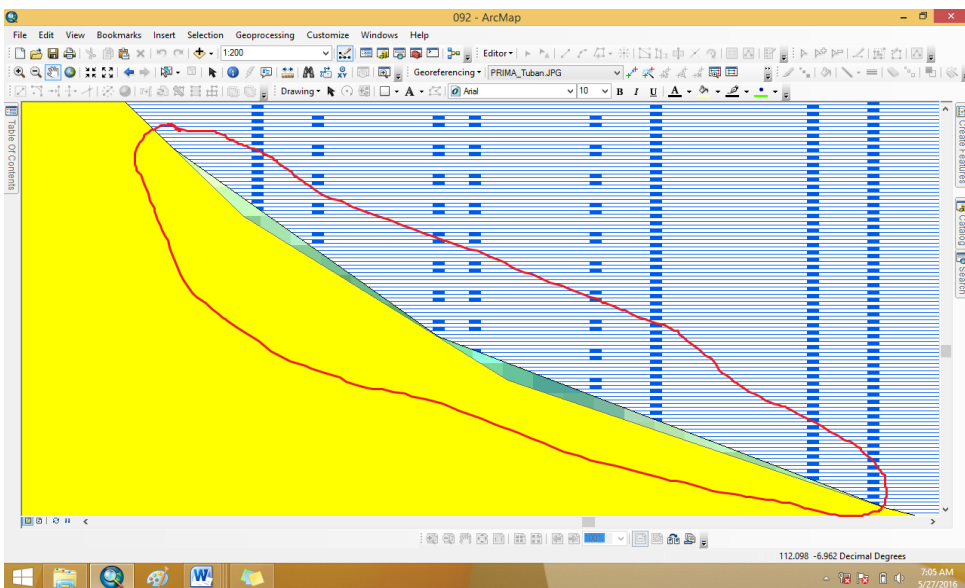 092 - ArcMap
File Edit View Bookmarks Insert Selection Geoprocessing Customize Windows Help
1:200 Editor
Georeferencing PRIMA_Tuban.JPG
Drawing A Arial 10 B I U A
Table Of Contents
Create Features
Catalog
Search
112.098 -6.962 Decimal Degrees
7:05 AM
5/27/2016